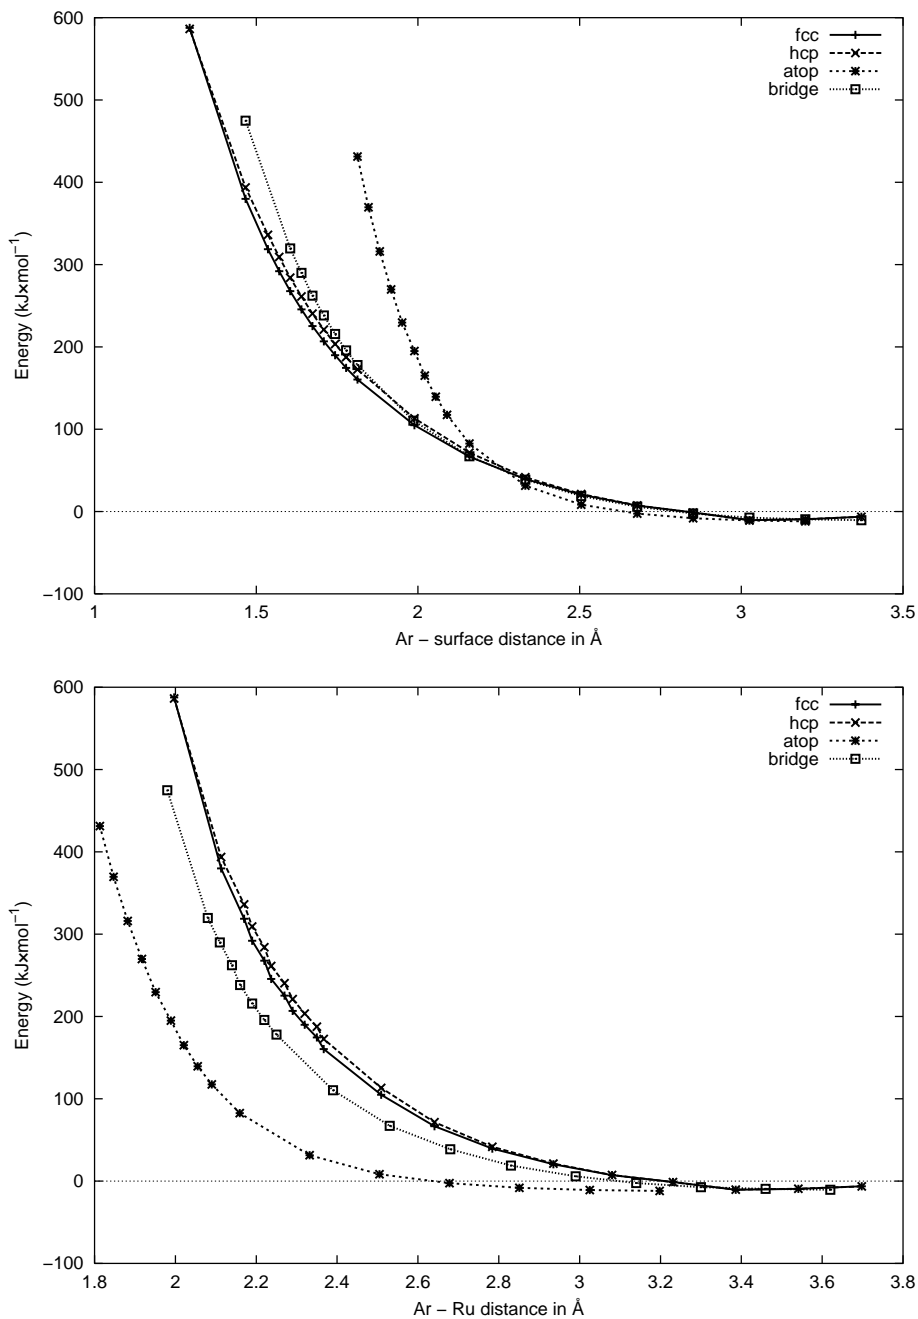 600
500
400
300
200
100
0
−100
Energy (kJ×mol⁻¹)
fcc
hcp
atop
bridge
1 1.5 2 2.5 3 3.5
Ar − surface distance in Å
600
500
400
300
200
100
0
−100
Energy (kJ×mol⁻¹)
fcc
hcp
atop
bridge
1.8 2 2.2 2.4 2.6 2.8 3 3.2 3.4 3.6 3.8
Ar − Ru distance in Å